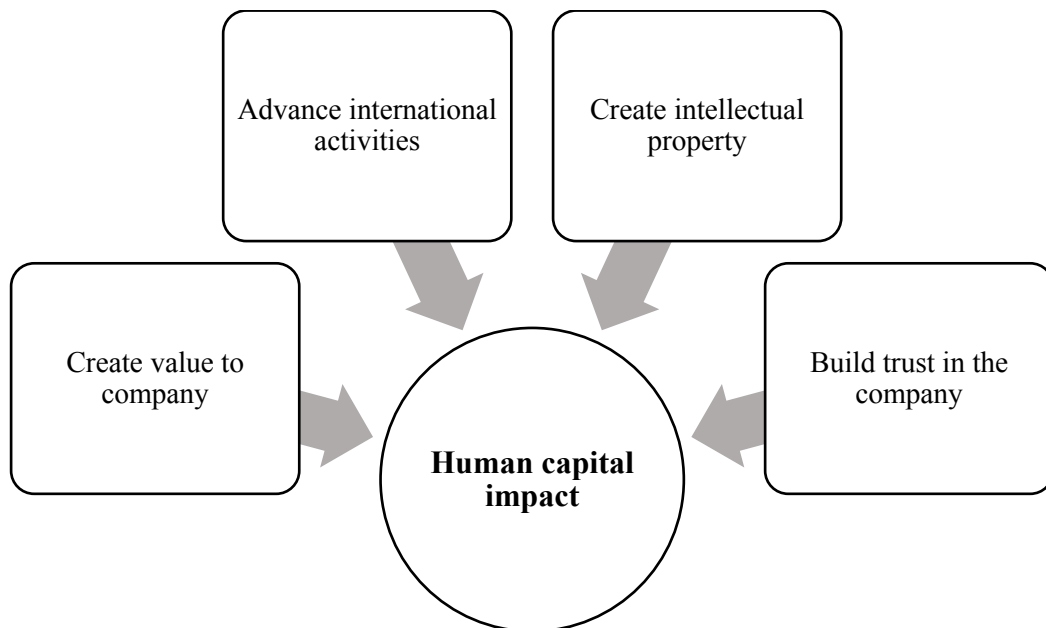 Advance international
activities
Create intellectual
property
Create value to
company
Build trust in the
company
Human capital
impact